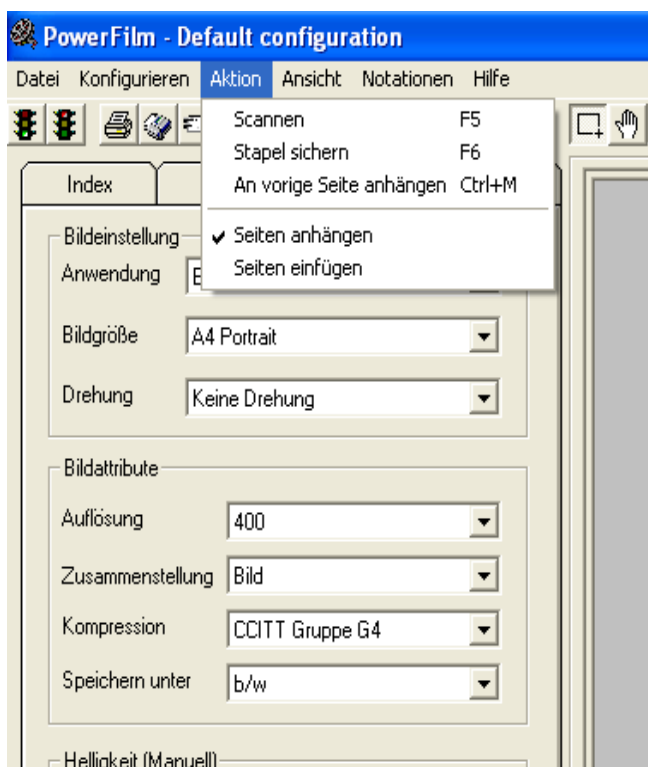 PowerFilm - Default configuration
Datei Konfigurieren Aktion Ansicht Notationen Hilfe
Scannen F5
Stapel sichern F6
An vorige Seite anhängen Ctrl+M
Seiten anhängen
Seiten einfügen
Index
Bildeinstellung
Anwendung
Bildgröße A4 Portrait
Drehung Keine Drehung
Bildattribute
Auflösung 400
Zusammenstellung Bild
Kompression CCITT Gruppe G4
Speichern unter b/w
Helligkeit (Manuell)